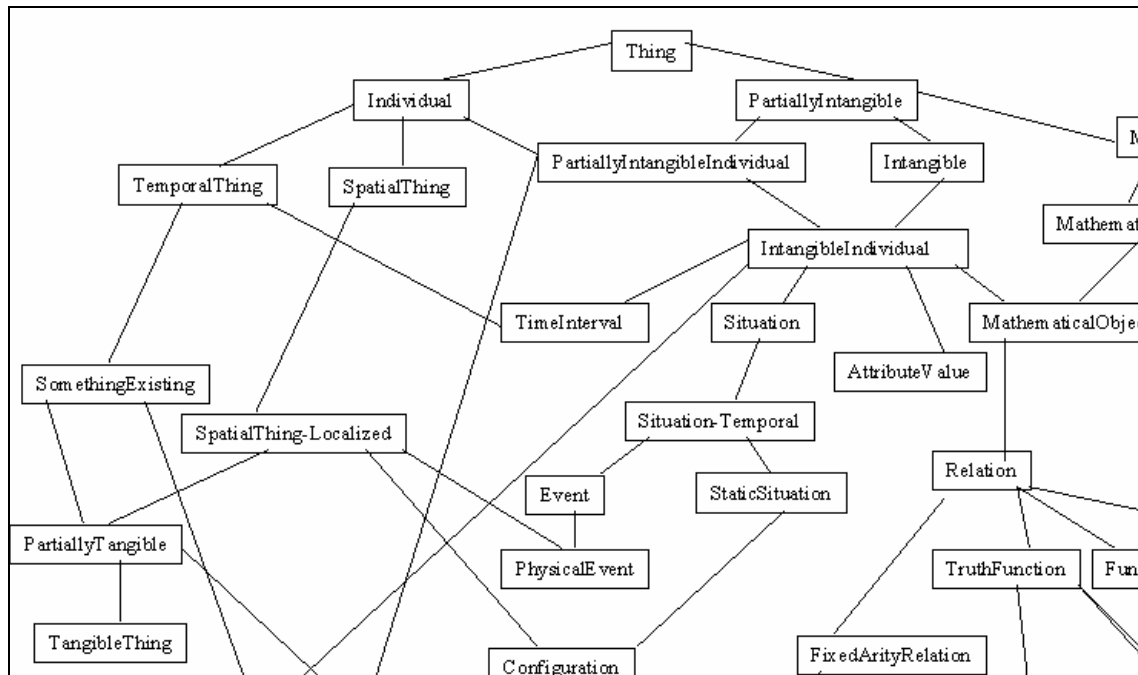 Thing
Individual
PartiallyIntangible
PartiallyIntangibleIndividual
Intangible
TemporalThing
SpatialThing
IntangibleIndividual
TimeInterval
Situation
AttributeValue
SomethingExisting
SpatialThing-Localized
Situation-Temporal
Relation
Event
StaticSituation
PartiallyTangible
PhysicalEvent
TruthFunction
TangibleThing
Configuration
FixedArityRelation